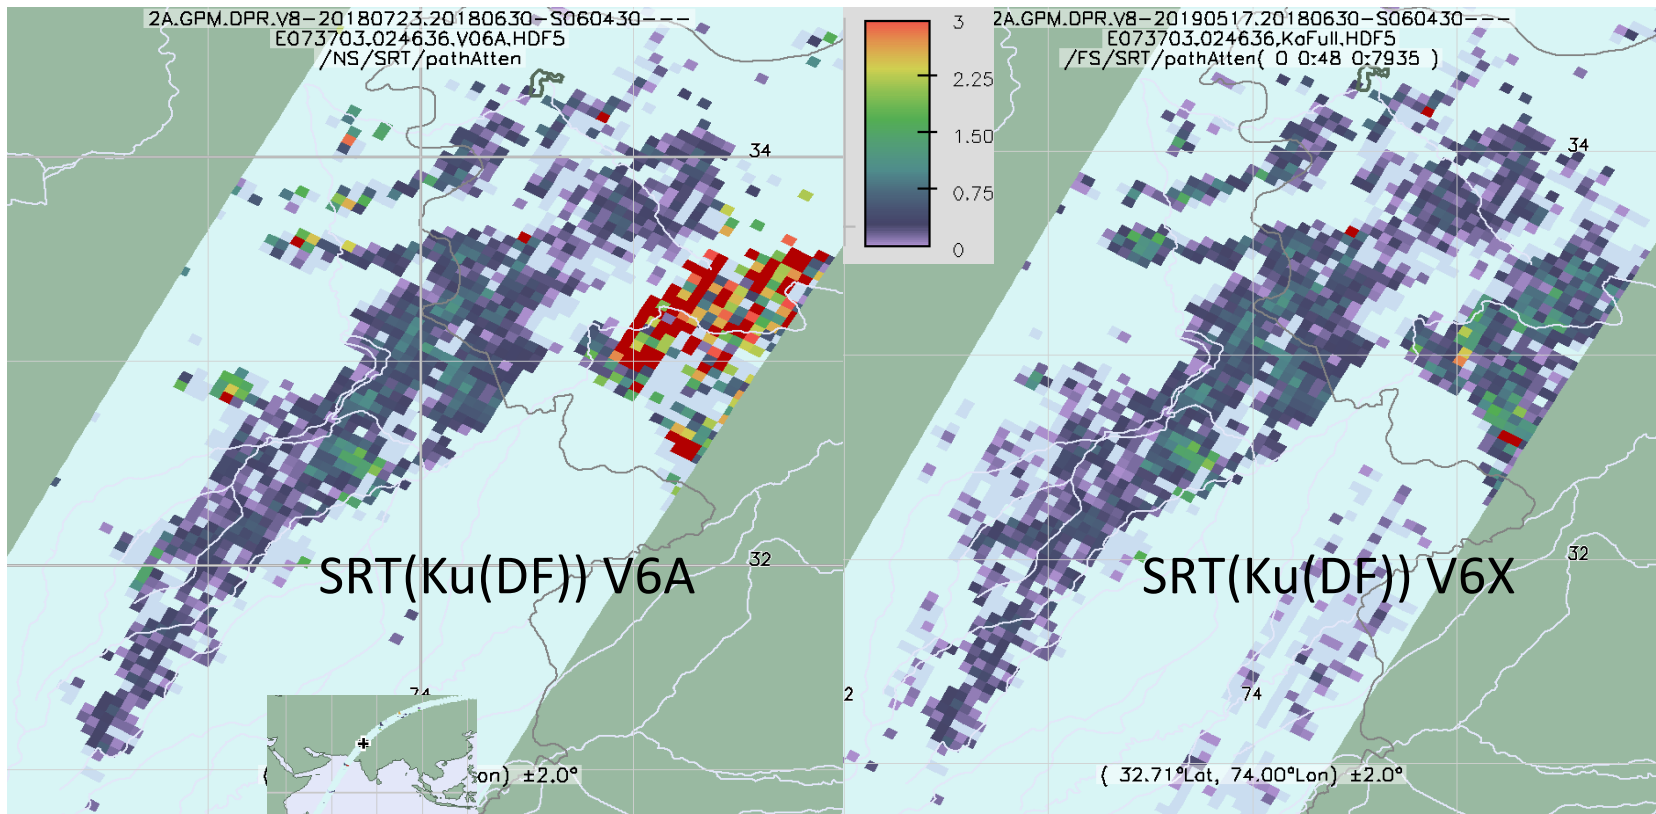 2A.GPM.DPR.V8-20180723.20180630-S060430---
E073703.024636.V06A.HDF5
/NS/SRT/pathAtten
34
SRT(Ku(DF)) V6A
32
74
on) ±2.0°
3
2.25
1.50
0.75
0
2A.GPM.DPR.V8-20190517.20180630-S060430---
E073703.024636.KaFull.HDF5
/FS/SRT/pathAtten( 0 0:48 0:7935 )
34
SRT(Ku(DF)) V6X
32
2
74
( 32.71°Lat, 74.00°Lon) ±2.0°